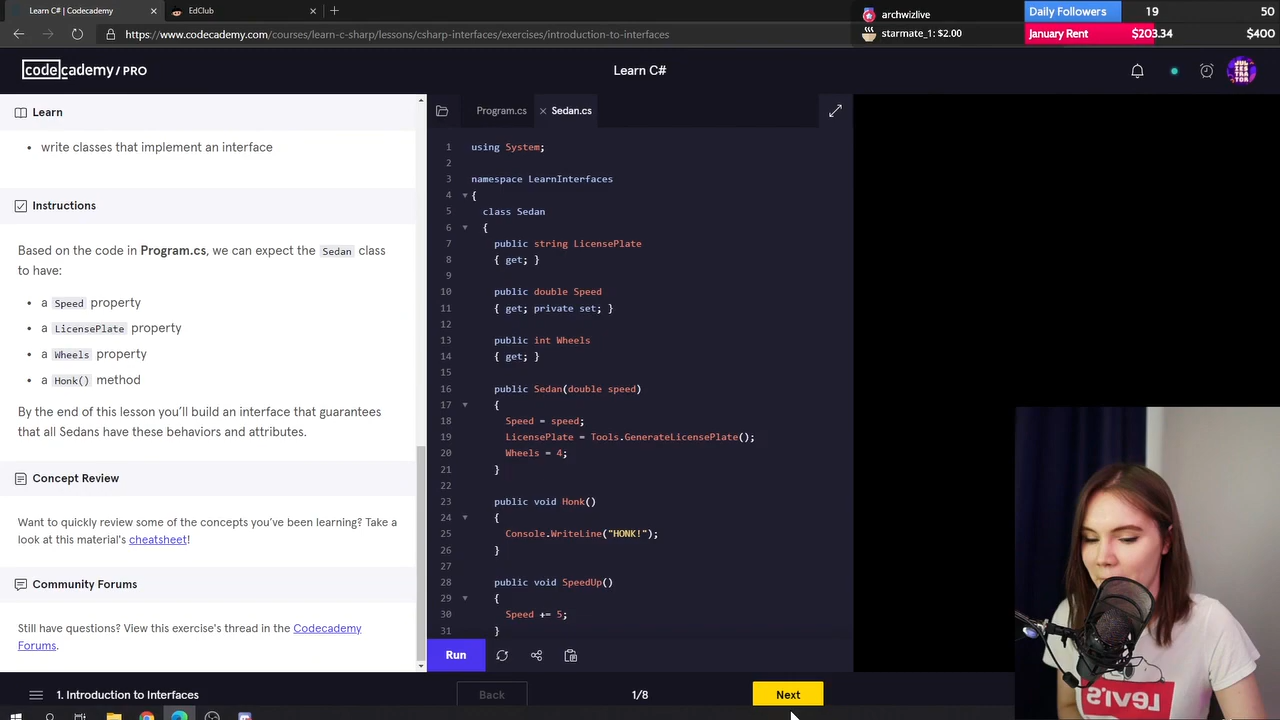 Learn C# | Codecademy
EdClub
https://www.codecademy.com/courses/learn-c-sharp/lessons/csharp-interfaces/exercises/introduction-to-interfaces
archwizlive
starmate_1: $2.00
Daily Followers 19 50
January Rent $203.34 $400
codecademy/PRO
Learn C#
Learn
• write classes that implement an interface
Instructions
Based on the code in Program.cs, we can expect the Sedan class
to have:
• a Speed property
• a LicensePlate property
• a Wheels property
• a Honk() method
By the end of this lesson you’ll build an interface that guarantees
that all Sedans have these behaviors and attributes.
Concept Review
Want to quickly review some of the concepts you’ve been learning? Take a
look at this material's cheatsheet!
Community Forums
Still have questions? View this exercise's thread in the Codecademy
Forums.
Program.cs
Sedan.cs
1 using System;
2
3 namespace LearnInterfaces
4 {
5 class Sedan
6 {
7 public string LicensePlate
8 { get; }
9
10 public double Speed
11 { get; private set; }
12
13 public int Wheels
14 { get; }
15
16 public Sedan(double speed)
17 {
18 Speed = speed;
19 LicensePlate = Tools.GenerateLicensePlate();
20 Wheels = 4;
21 }
22
23 public void Honk()
24 {
25 Console.WriteLine("HONK!");
26 }
27
28 public void SpeedUp()
29 {
30 Speed += 5;
31 }
Run
1. Introduction to Interfaces
Back
1/8
Next
Levi's